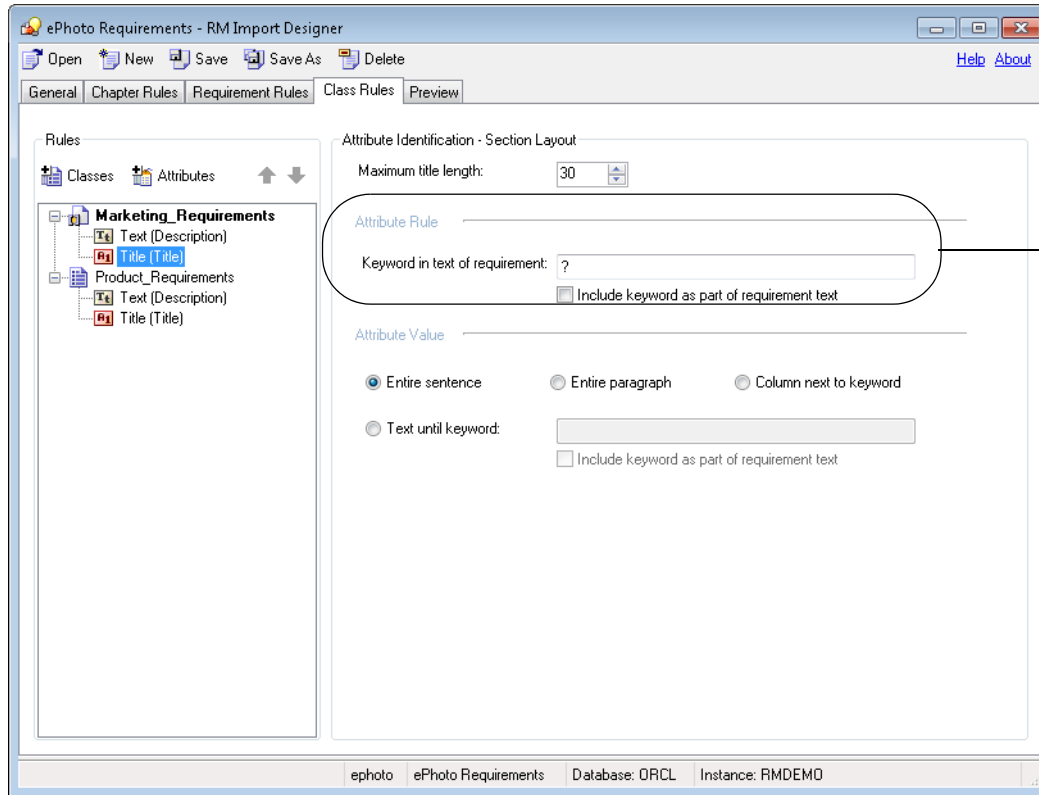 ePhoto Requirements - RM Import Designer
Open New Save Save As Delete Help About
General Chapter Rules Requirement Rules Class Rules Preview
Rules
Classes Attributes
Marketing_Requirements
Text (Description)
Title (Title)
Product_Requirements
Text (Description)
Title (Title)
Attribute Identification - Section Layout
Maximum title length: 30
Attribute Rule
Keyword in text of requirement: ?
Include keyword as part of requirement text
Attribute Value
Entire sentence Entire paragraph Column next to keyword
Text until keyword:
Include keyword as part of requirement text
ephoto ePhoto Requirements Database: ORCL Instance: RMDEMO